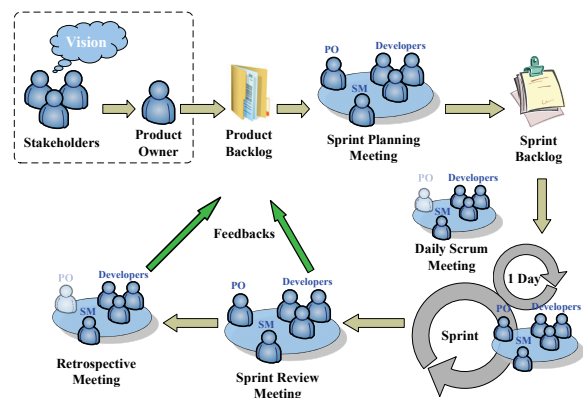 Vision
Stakeholders
Product
Owner
Product
Backlog
PO
Developers
SM
Sprint Planning
Meeting
Sprint
Backlog
PO
Developers
SM
Daily Scrum
Meeting
1 Day
Sprint
PO
Developers
SM
Feedbacks
PO
Developers
SM
Sprint Review
Meeting
PO
Developers
SM
Retrospective
Meeting